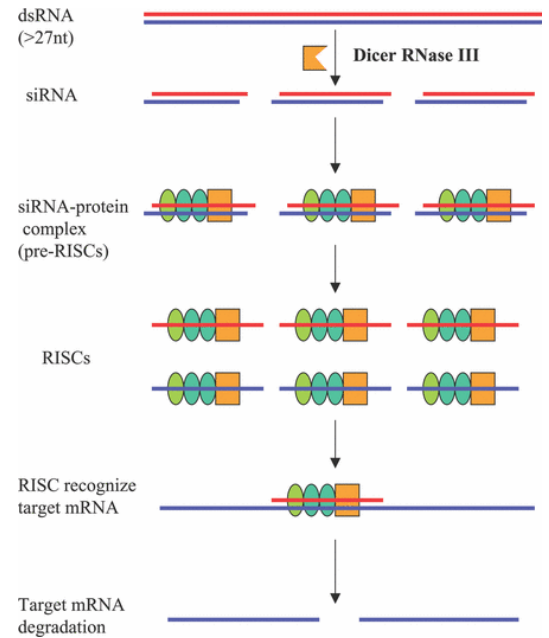 dsRNA
(>27nt)
Dicer RNase III
siRNA
siRNA-protein
complex
(pre-RISCs)
RISCs
RISC recognize
target mRNA
Target mRNA
degradation